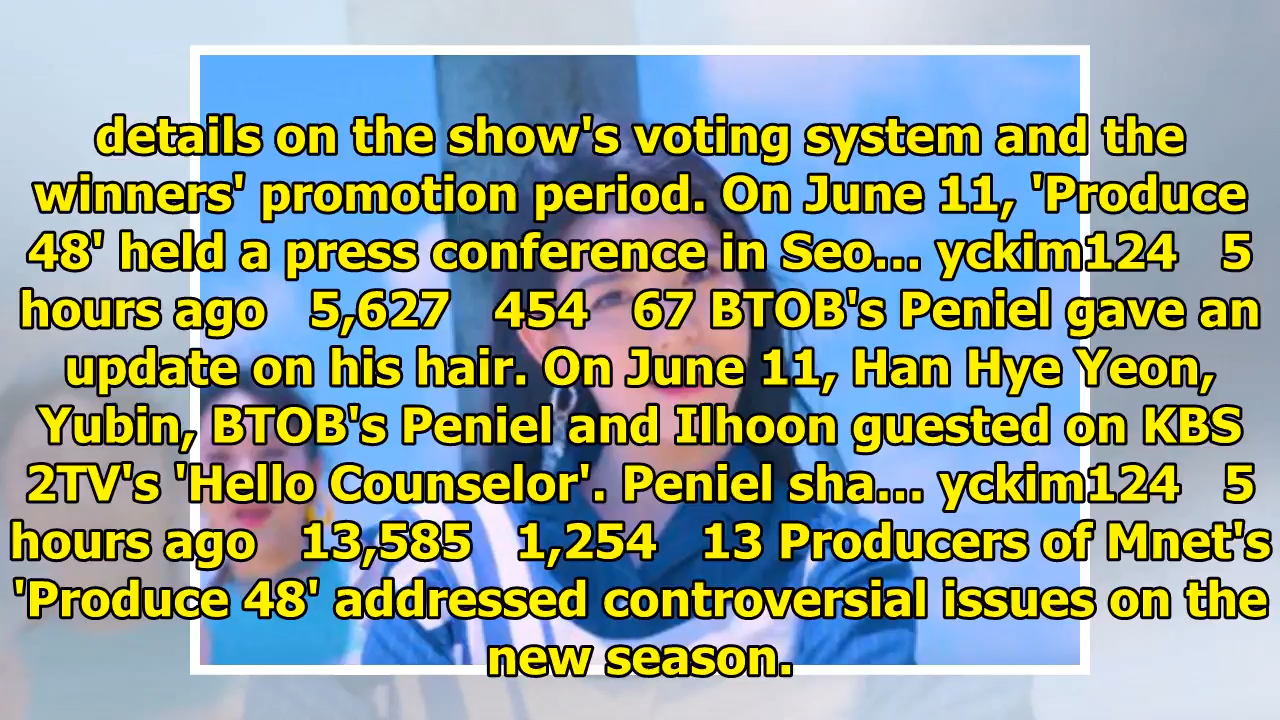 details on the show's voting system and the
winners' promotion period. On June 11, 'Produce
48' held a press conference in Seo... yckim124 5
hours ago 5,627 454 67 BTOB's Peniel gave an
update on his hair. On June 11, Han Hye Yeon,
Yubin, BTOB's Peniel and Ilhoon guested on KBS
2TV's 'Hello Counselor'. Peniel sha... yckim124 5
hours ago 13,585 1,254 13 Producers of Mnet's
'Produce 48' addressed controversial issues on the
new season.